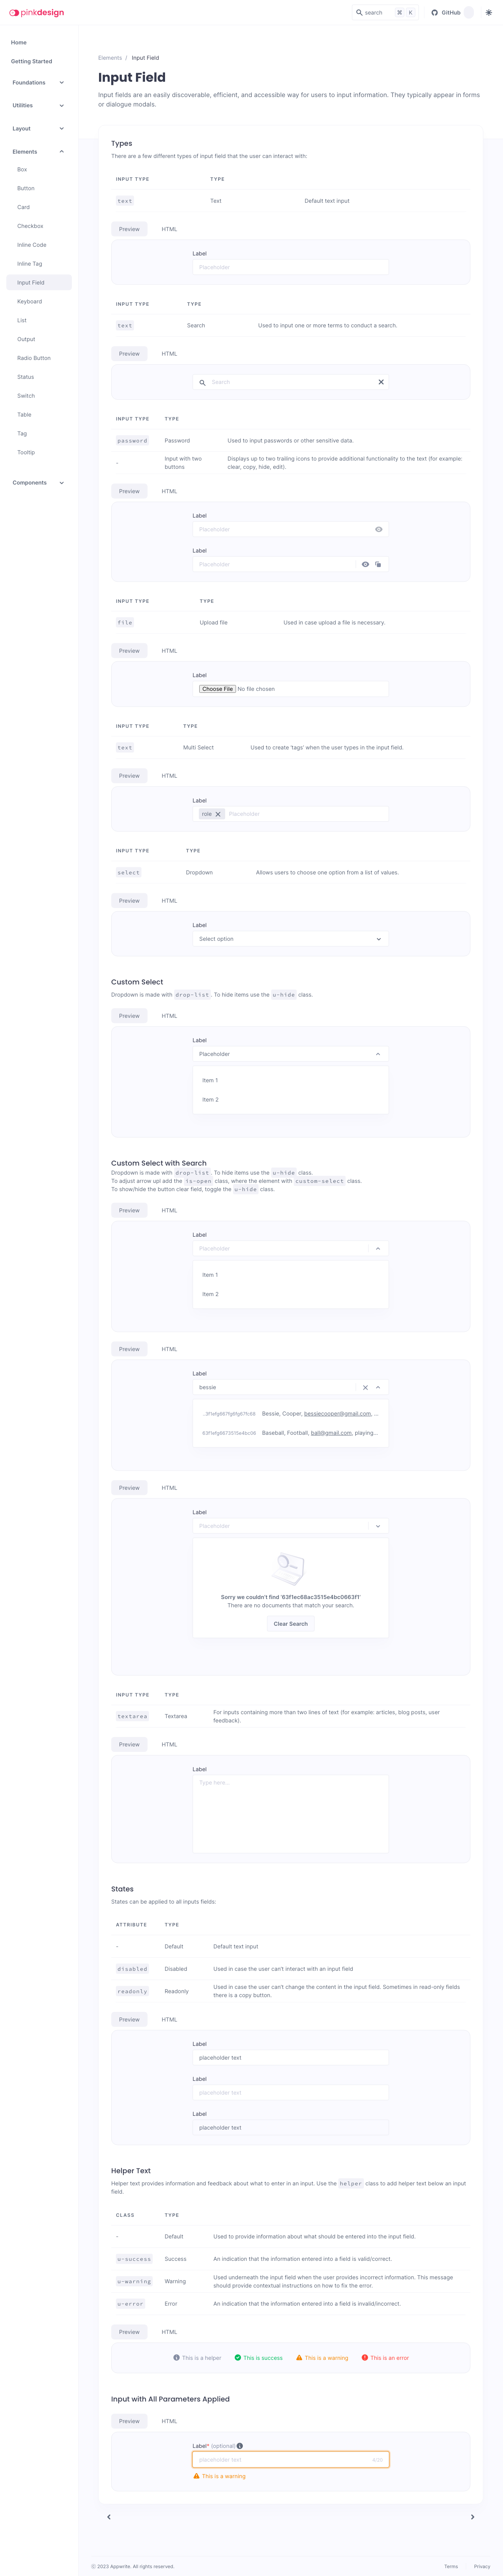 pinkdesign
search ⌘ K
GitHub
Home
Getting Started
Foundations
Utilities
Layout
Elements
Box
Button
Card
Checkbox
Inline Code
Inline Tag
Input Field
Keyboard
List
Output
Radio Button
Status
Switch
Table
Tag
Tooltip
Components
Elements / Input Field
Input Field
Input fields are an easily discoverable, efficient, and accessible way for users to input information. They typically appear in forms
or dialogue modals.
Types
There are a few different types of input field that the user can interact with:
INPUT TYPE TYPE
text Text Default text input
Preview HTML
Label
Placeholder
INPUT TYPE TYPE
text Search Used to input one or more terms to conduct a search.
Preview HTML
Search
INPUT TYPE TYPE
password Password Used to input passwords or other sensitive data.
- Input with two buttons Displays up to two trailing icons to provide additional functionality to the text (for example:
clear, copy, hide, edit).
Preview HTML
Label
Placeholder
Label
Placeholder
INPUT TYPE TYPE
file Upload file Used in case upload a file is necessary.
Preview HTML
Label
Choose File No file chosen
INPUT TYPE TYPE
text Multi Select Used to create 'tags' when the user types in the input field.
Preview HTML
Label
role Placeholder
INPUT TYPE TYPE
select Dropdown Allows users to choose one option from a list of values.
Preview HTML
Label
Select option
Custom Select
Dropdown is made with drop-list. To hide items use the u-hide class.
Preview HTML
Label
Placeholder
Item 1
Item 2
Custom Select with Search
Dropdown is made with drop-list. To hide items use the u-hide class.
To adjust arrow upl add the is-open class, where the element with custom-select class.
To show/hide the button clear field, toggle the u-hide class.
Preview HTML
Label
Placeholder
Item 1
Item 2
Preview HTML
Label
bessie
Bessie, Cooper, bessiecooper@gmail.com, ...
Baseball, Football, ball@gmail.com, playing...
Preview HTML
Label
Placeholder
Sorry we couldn't find '63f1ec68ac3515e4bc0663f1'
There are no documents that match your search.
Clear Search
INPUT TYPE TYPE
textarea Textarea For inputs containing more than two lines of text (for example: articles, blog posts, user
feedback).
Preview HTML
Label
Type here...
States
States can be applied to all inputs fields:
ATTRIBUTE TYPE
- Default Default text input
disabled Disabled Used in case the user can't interact with an input field
readonly Readonly Used in case the user can't change the content in the input field. Sometimes in read-only fields
there is a copy button.
Preview HTML
Label
placeholder text
Label
placeholder text
Label
placeholder text
Helper Text
Helper text provides information and feedback about what to enter in an input. Use the helper class to add helper text below an input
field.
CLASS TYPE
- Default Used to provide information about what should be entered into the input field.
u-success Success An indication that the information entered into a field is valid/correct.
u-warning Warning Used underneath the input field when the user provides incorrect information. This message
should provide contextual instructions on how to fix the error.
u-error Error An indication that the information entered into a field is invalid/incorrect.
Preview HTML
This is a helper This is success This is a warning This is an error
Input with All Parameters Applied
Preview HTML
Label* (optional)
placeholder text
This is a warning
© 2023 Appwrite. All rights reserved.
Terms Privacy